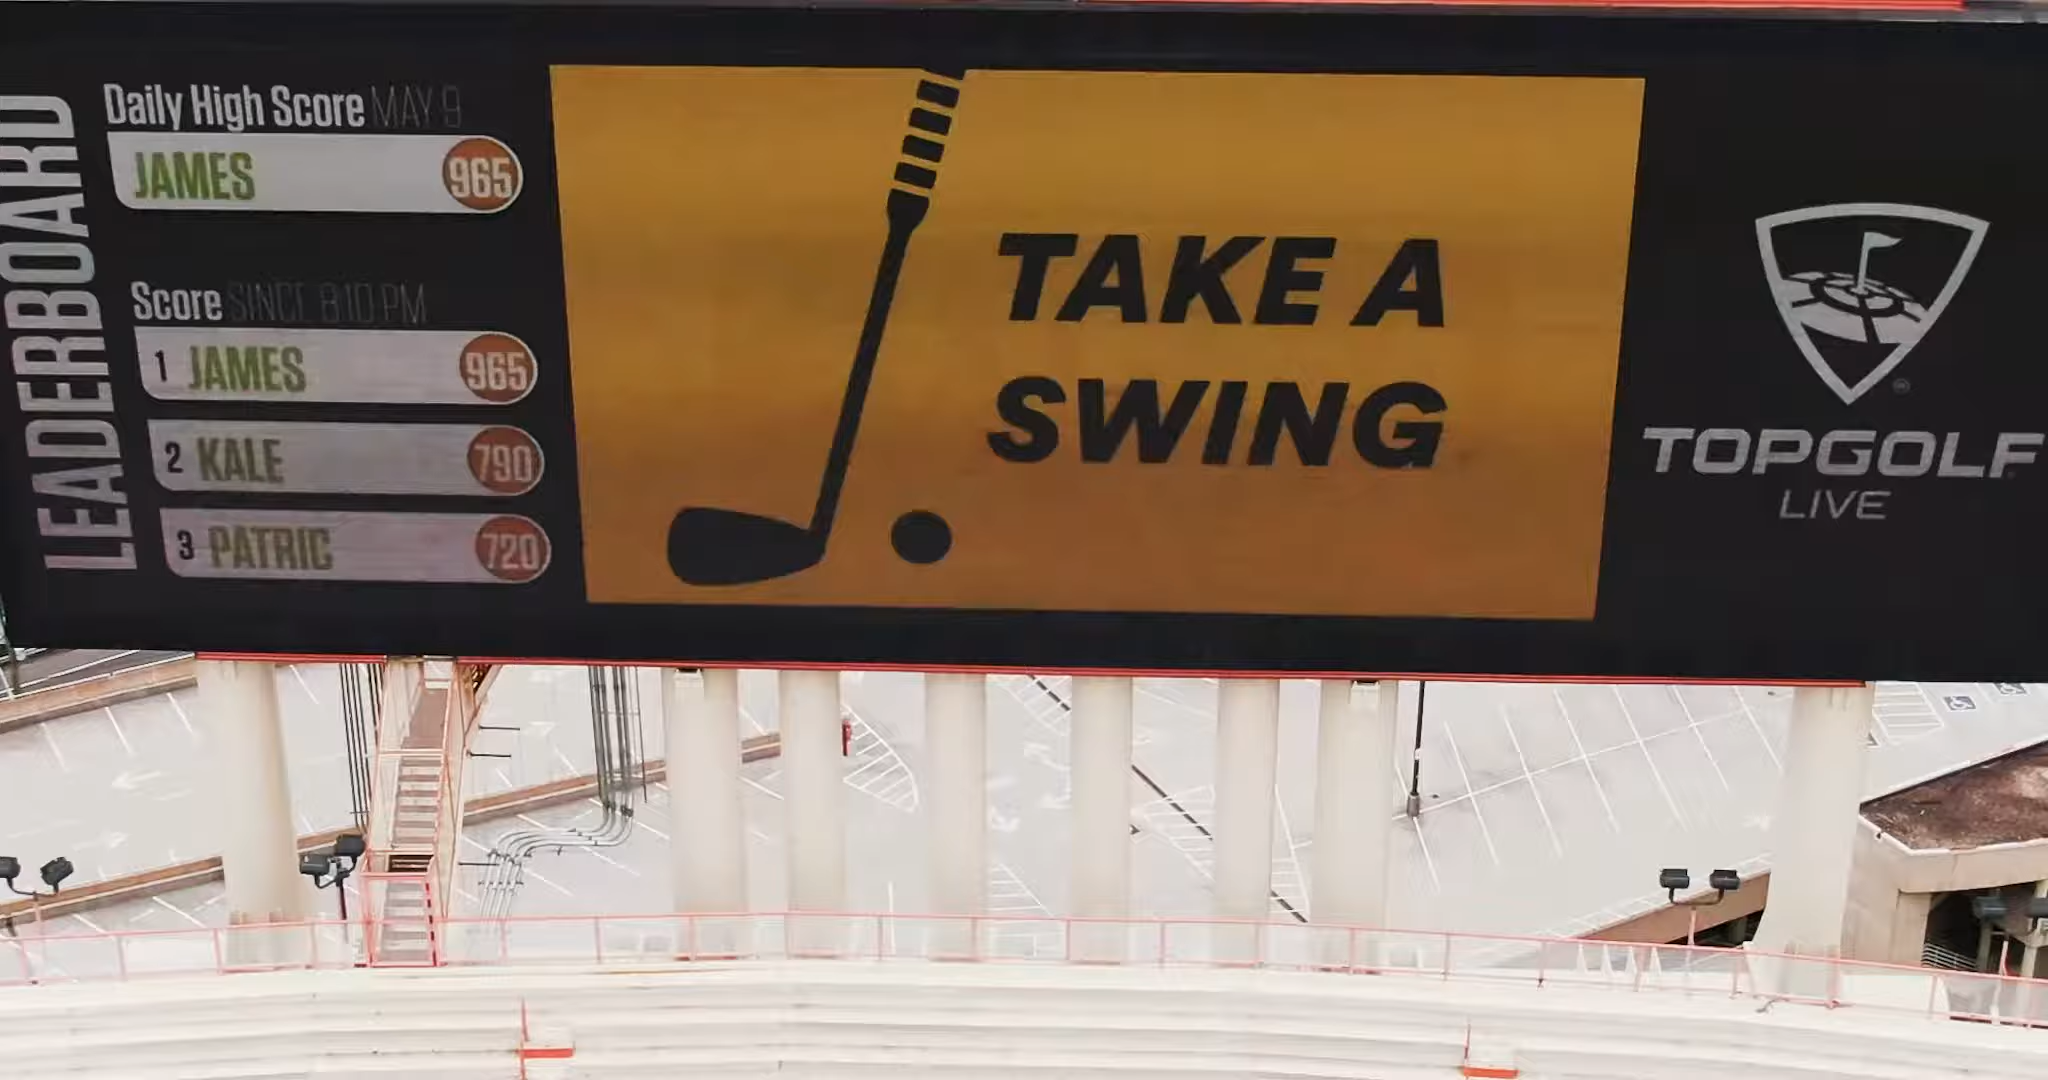 LEADERBOARD
Daily High Score MAY 9
JAMES 965
Score SINCE 8:10 PM
1 JAMES 965
2 KALE 790
3 PATRIC 720
TAKE A
SWING
TOPGOLF
LIVE